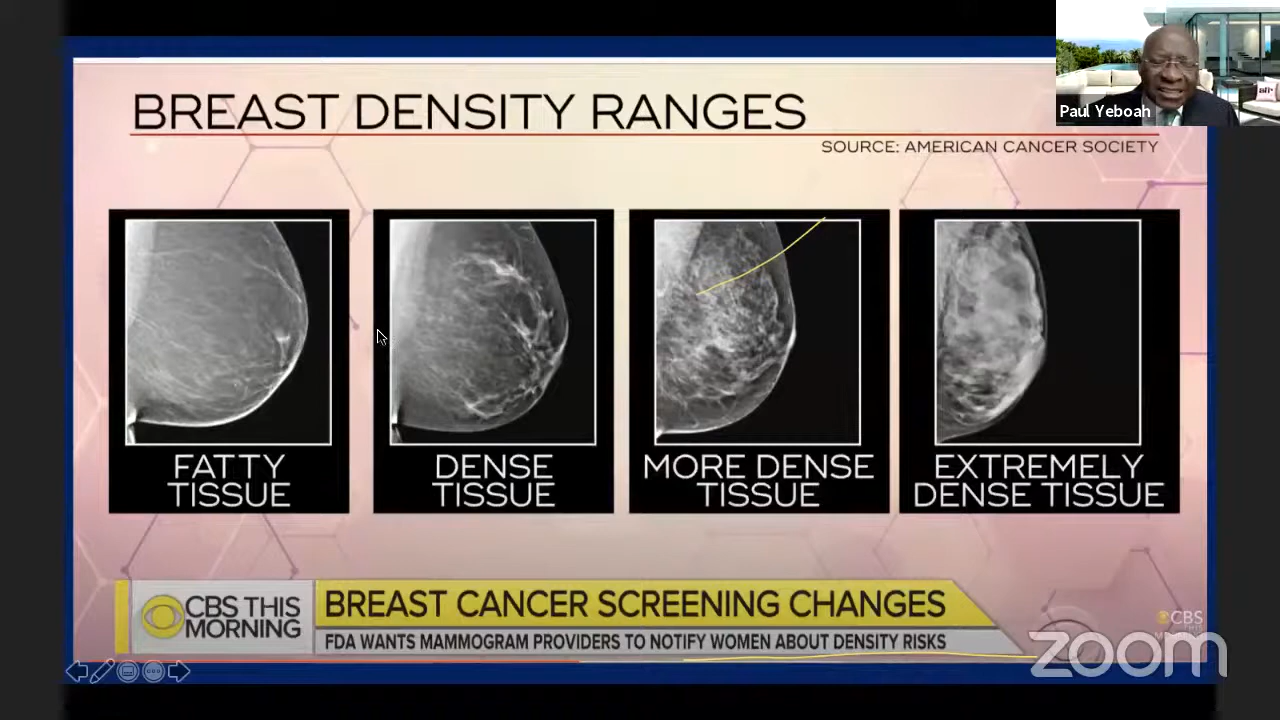 BREAST DENSITY RANGES
SOURCE: AMERICAN CANCER SOCIETY
Paul Yeboah
FATTY
TISSUE
DENSE
TISSUE
MORE DENSE
TISSUE
EXTREMELY
DENSE TISSUE
CBS THIS
MORNING
BREAST CANCER SCREENING CHANGES
FDA WANTS MAMMOGRAM PROVIDERS TO NOTIFY WOMEN ABOUT DENSITY RISKS
CBS
zoom